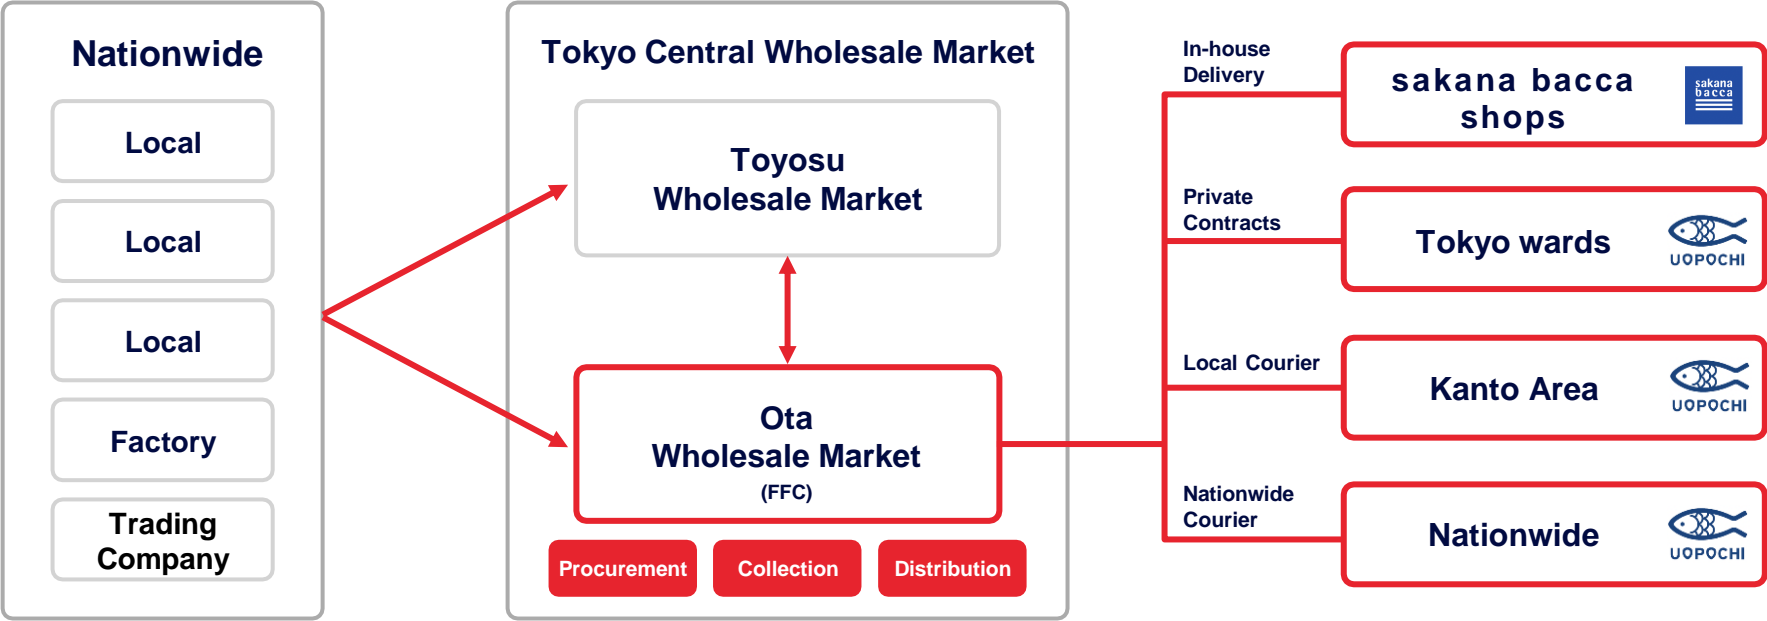 Nationwide
Local
Local
Local
Factory
Trading
Company
Tokyo Central Wholesale Market
Toyosu
Wholesale Market
Ota
Wholesale Market
(FFC)
Procurement
Collection
Distribution
In-house
Delivery
sakana bacca
shops
sakana
bacca
Private
Contracts
Tokyo wards
UOPOCHI
Local Courier
Kanto Area
UOPOCHI
Nationwide
Courier
Nationwide
UOPOCHI